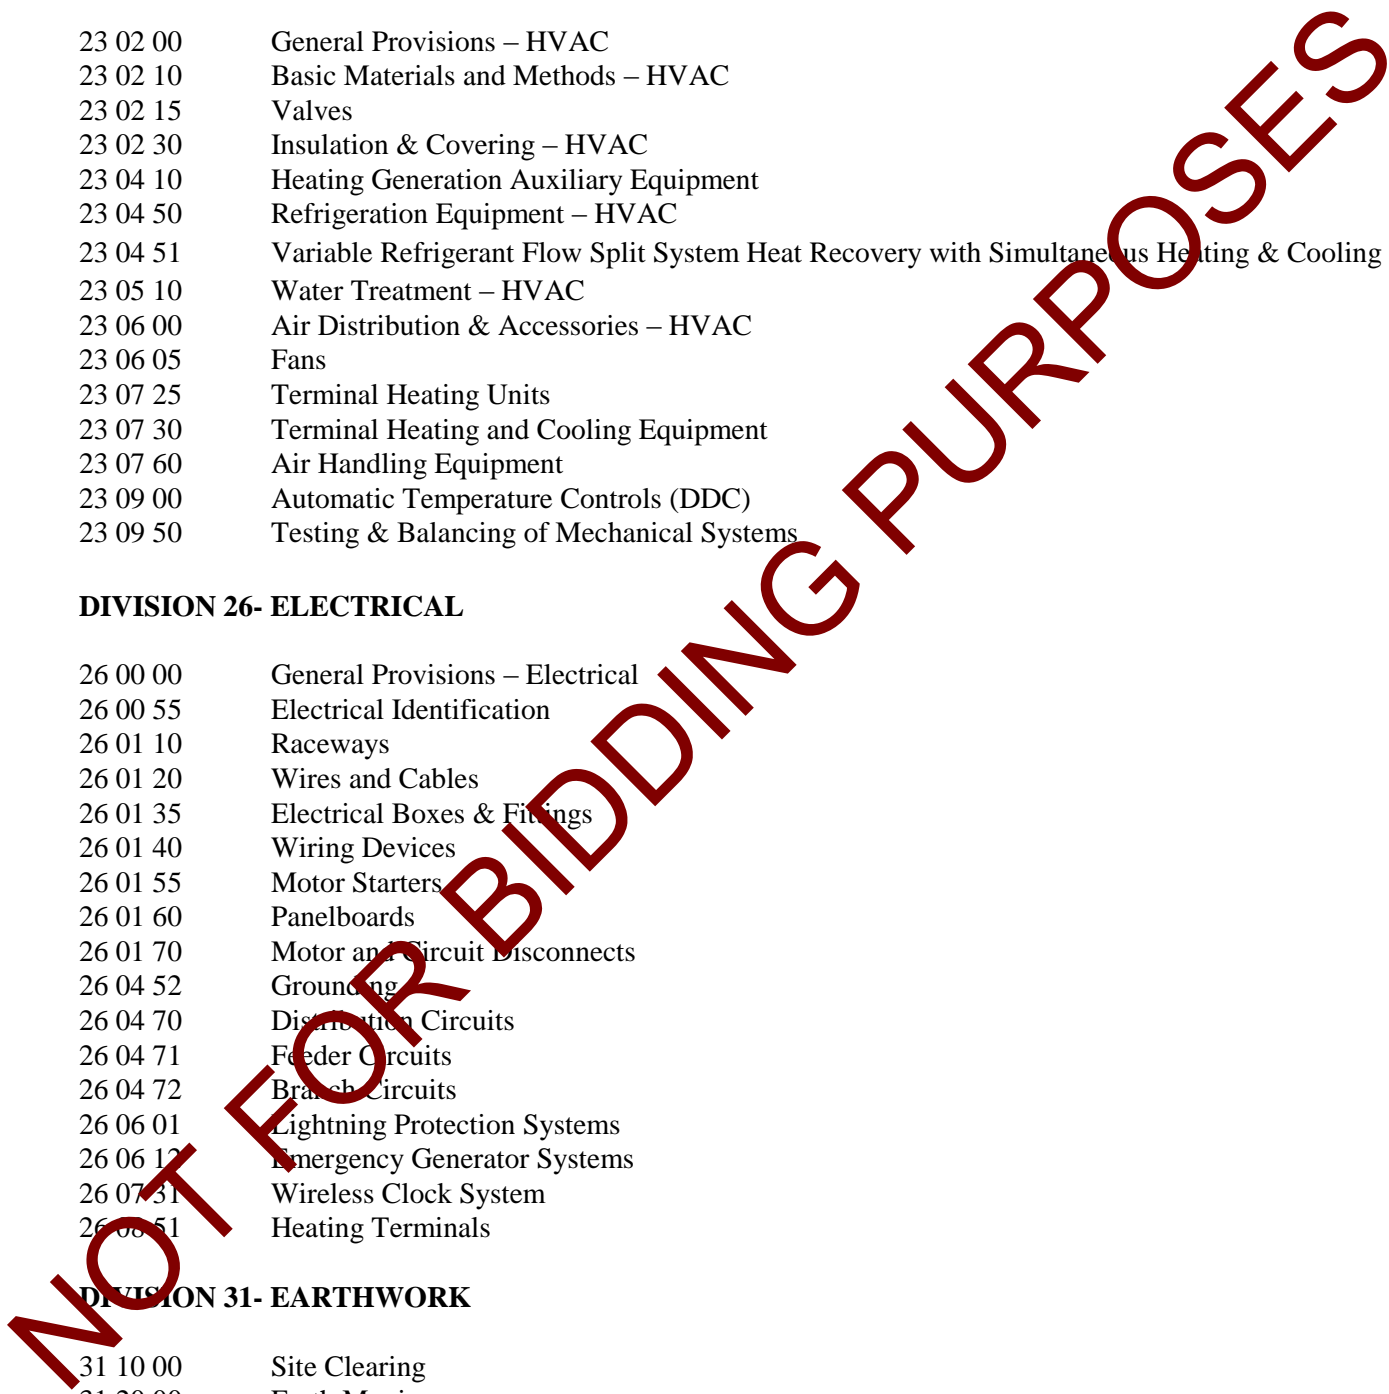 23 02 00 General Provisions – HVAC
23 02 10 Basic Materials and Methods – HVAC
23 02 15 Valves
23 02 30 Insulation & Covering – HVAC
23 04 10 Heating Generation Auxiliary Equipment
23 04 50 Refrigeration Equipment – HVAC
23 04 51 Variable Refrigerant Flow Split System Heat Recovery with Simultaneous Heating & Cooling
23 05 10 Water Treatment – HVAC
23 06 00 Air Distribution & Accessories – HVAC
23 06 05 Fans
23 07 25 Terminal Heating Units
23 07 30 Terminal Heating and Cooling Equipment
23 07 60 Air Handling Equipment
23 09 00 Automatic Temperature Controls (DDC)
23 09 50 Testing & Balancing of Mechanical Systems
DIVISION 26- ELECTRICAL
26 00 00 General Provisions – Electrical
26 00 55 Electrical Identification
26 01 10 Raceways
26 01 20 Wires and Cables
26 01 35 Electrical Boxes & Fittings
26 01 40 Wiring Devices
26 01 55 Motor Starters
26 01 60 Panelboards
26 01 70 Motor and Circuit Disconnects
26 04 52 Grounding
26 04 70 Distribution Circuits
26 04 71 Feeder Circuits
26 04 72 Branch Circuits
26 06 01 Lightning Protection Systems
26 06 12 Emergency Generator Systems
26 07 31 Wireless Clock System
26 08 51 Heating Terminals
DIVISION 31- EARTHWORK
31 10 00 Site Clearing
NOT FOR BIDDING PURPOSES